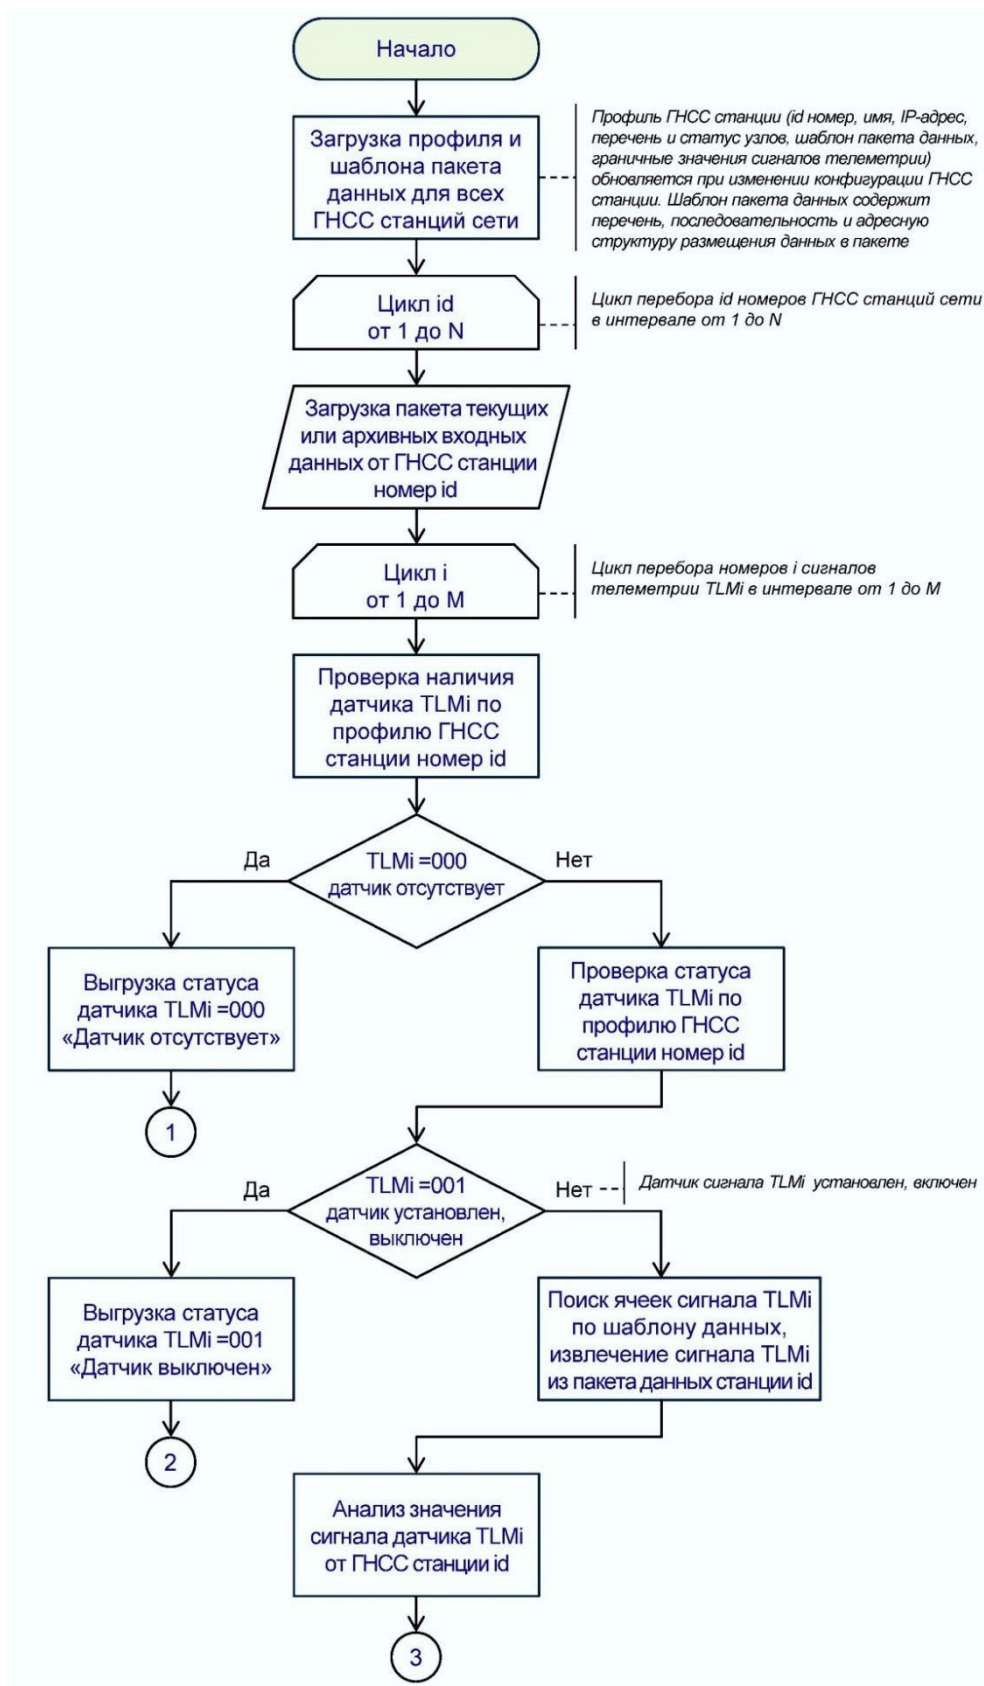 Начало
Загрузка профиля и
шаблона пакета
данных для всех
ГНСС станций сети
Профиль ГНСС станции (id номер, имя, IP-адрес,
перечень и статус узлов, шаблон пакета данных,
граничные значения сигналов телеметрии)
обновляется при изменении конфигурации ГНСС
станции. Шаблон пакета данных содержит
перечень, последовательность и адресную
структуру размещения данных в пакете
Цикл id
от 1 до N
Цикл перебора id номеров ГНСС станций сети
в интервале от 1 до N
Загрузка пакета текущих
или архивных входных
данных от ГНСС станции
номер id
Цикл i
от 1 до M
Цикл перебора номеров i сигналов
телеметрии TLMi в интервале от 1 до M
Проверка наличия
датчика TLMi по
профилю ГНСС
станции номер id
Да
TLMi =000
датчик отсутствует
Нет
Выгрузка статуса
датчика TLMi =000
«Датчик отсутствует»
Проверка статуса
датчика TLMi по
профилю ГНСС
станции номер id
1
Да
TLMi =001
датчик установлен,
выключен
Нет
Датчик сигнала TLMi установлен, включен
Выгрузка статуса
датчика TLMi =001
«Датчик выключен»
Поиск ячеек сигнала TLMi
по шаблону данных,
извлечение сигнала TLMi
из пакета данных станции id
2
Анализ значения
сигнала датчика TLMi
от ГНСС станции id
3